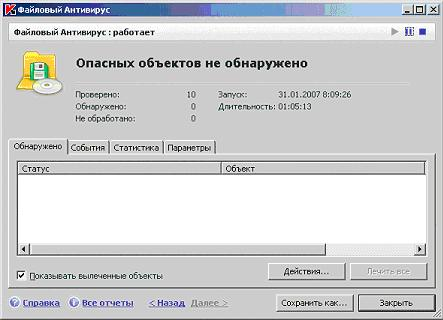 Файловый Антивирус
Файловый Антивирус : работает
Опасных объектов не обнаружено
Проверено: 10 Запуск: 31.01.2007 8:09:26
Обнаружено: 0 Длительность: 01:05:13
Не обработано: 0
Обнаружено События Статистика Параметры
Статус Объект
Показывать вылеченные объекты
Действия... Лечить все
Справка Все отчеты < Назад Далее > Сохранить как... Закрыть